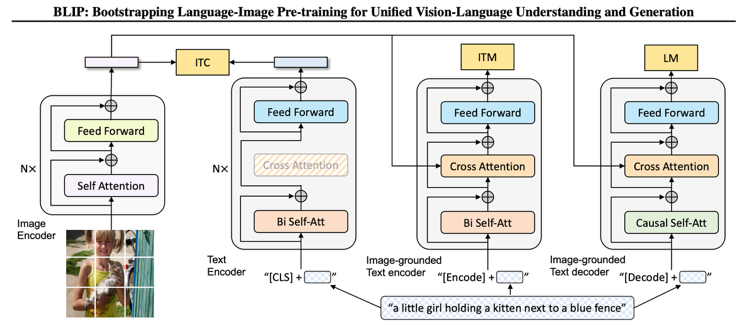 BLIP: Bootstrapping Language-Image Pre-training for Unified Vision-Language Understanding and Generation
ITC
ITM
LM
Feed Forward
Self Attention
N×
Image
Encoder
Feed Forward
Cross Attention
Bi Self-Att
N×
Text
Encoder
Feed Forward
Cross Attention
Bi Self-Att
Image-grounded
Text encoder
Feed Forward
Cross Attention
Causal Self-Att
Image-grounded
Text decoder
“[CLS] + ”
“[Encode] + ”
“[Decode] + ”
“a little girl holding a kitten next to a blue fence”